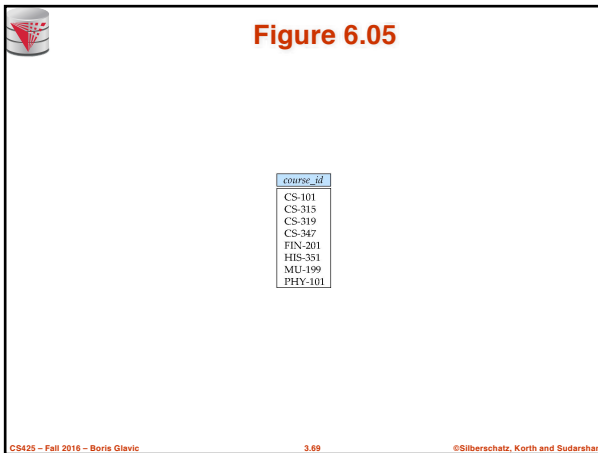 Figure 6.05
course_id
CS-101
CS-315
CS-319
CS-347
FIN-201
HIS-351
MU-199
PHY-101
CS425 – Fall 2016 – Boris Glavic 3.69 ©Silberschatz, Korth and Sudarshan